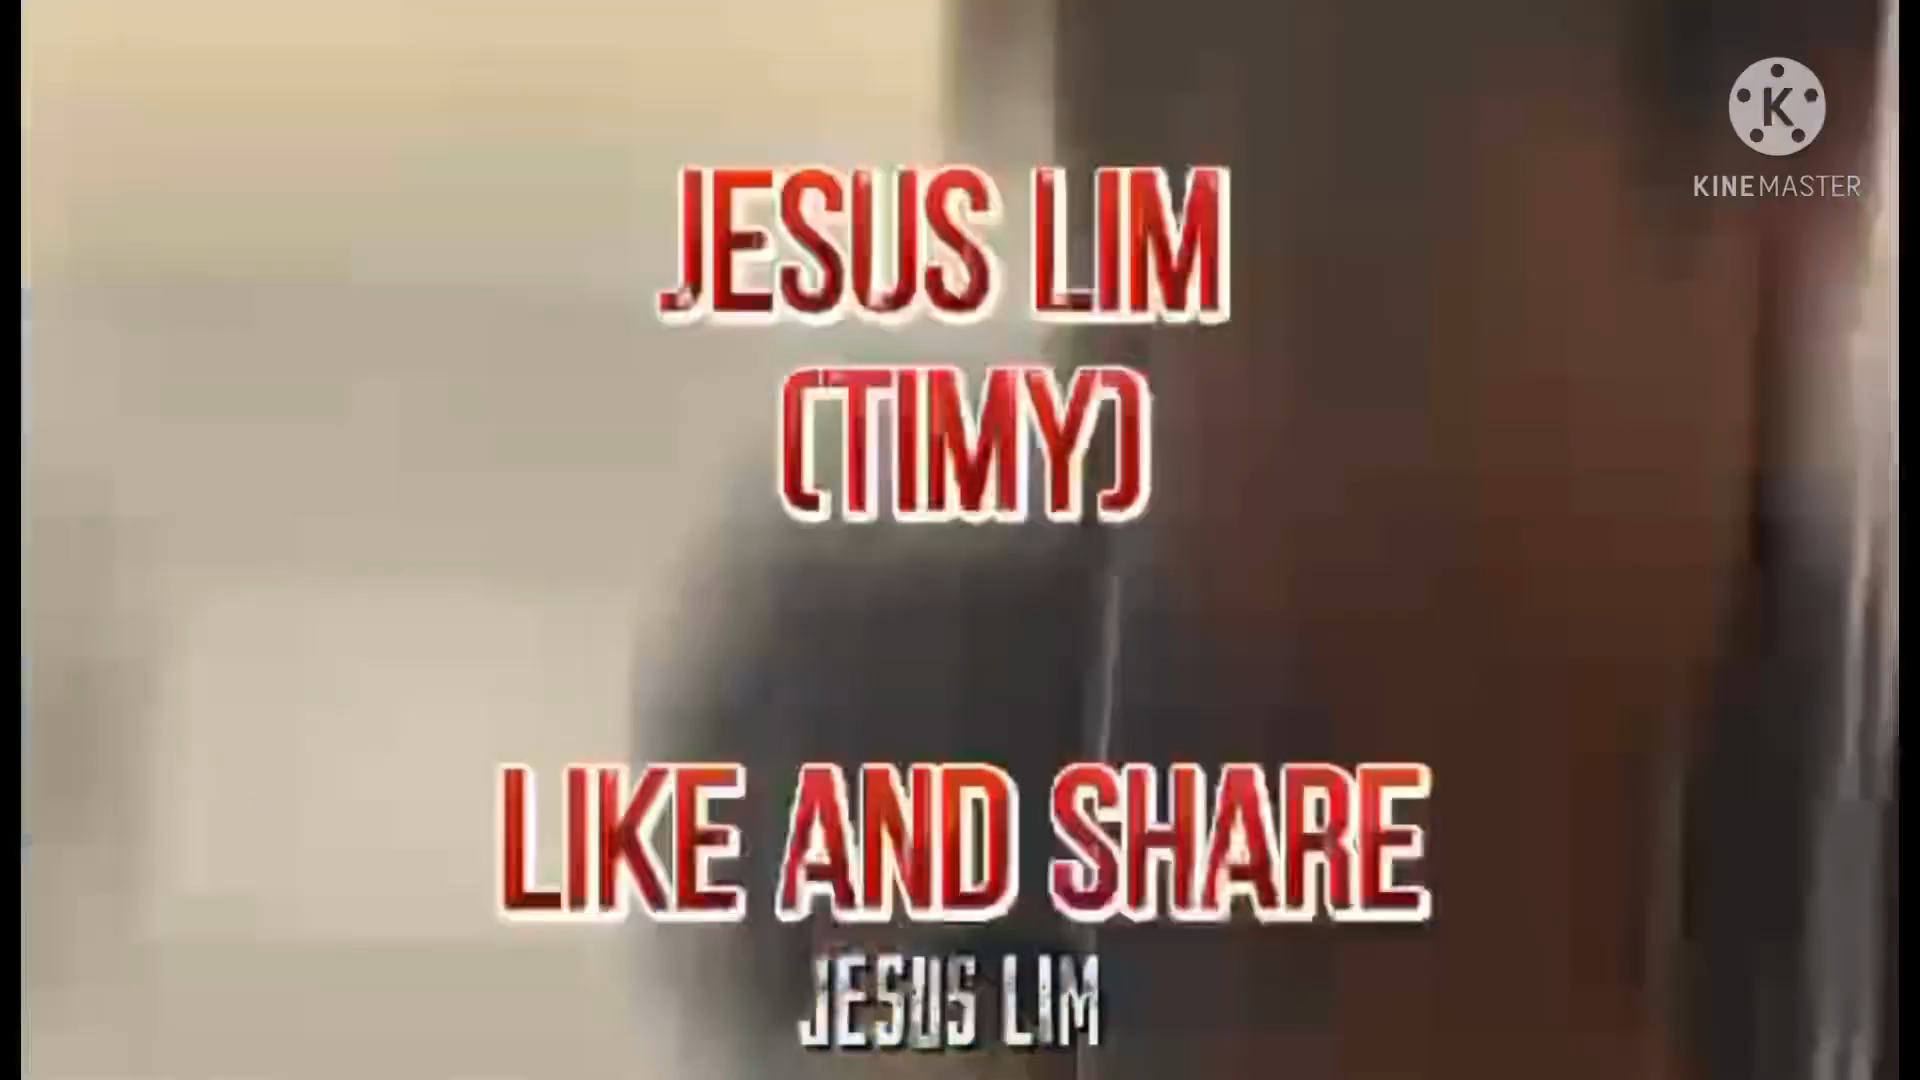 K
KINEMASTER
JESUS LIM
(TIMY)
LIKE AND SHARE
JESUS LIM